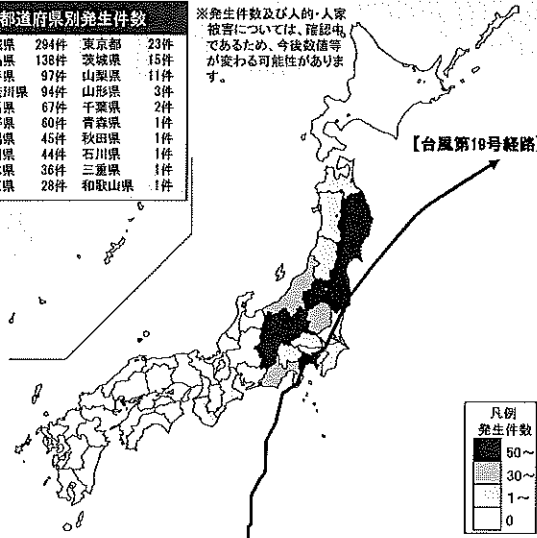 都道府県別発生件数
県 294件 東京都 23件
県 138件 茨城県 15件
県 97件 山梨県 11件
川県 94件 山形県 3件
県 67件 千葉県 2件
県 60件 青森県 1件
県 45件 秋田県 1件
県 44件 石川県 1件
県 36件 三重県 1件
県 28件 和歌山県 1件
※発生件数及び人的・人家
被害については、確認中
であるため、今後数値等
が変わる可能性がありま
す。
【台風第19号経路】
凡例
発生件数
50～
30～
1～
0